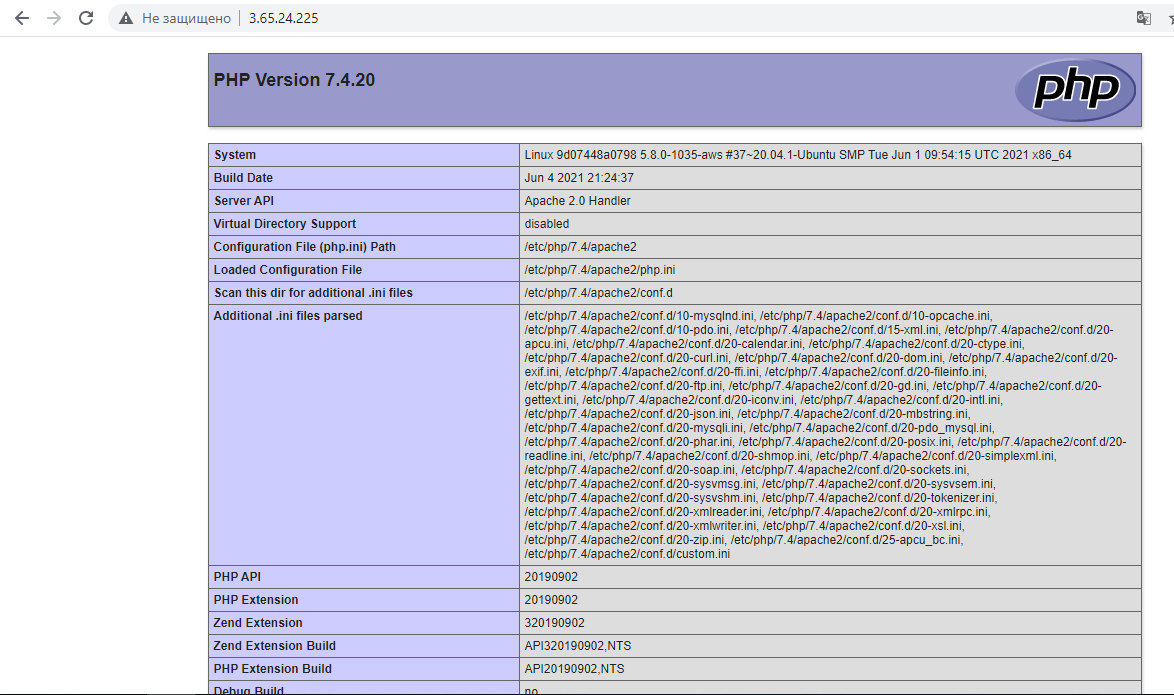 Не защищено 3.65.24.225
PHP Version 7.4.20
php
System Linux 9d07448a0798 5.8.0-1035-aws #37~20.04.1-Ubuntu SMP Tue Jun 1 09:54:15 UTC 2021 x86_64
Build Date Jun 4 2021 21:24:37
Server API Apache 2.0 Handler
Virtual Directory Support disabled
Configuration File (php.ini) Path /etc/php/7.4/apache2
Loaded Configuration File /etc/php/7.4/apache2/php.ini
Scan this dir for additional .ini files /etc/php/7.4/apache2/conf.d
Additional .ini files parsed /etc/php/7.4/apache2/conf.d/10-mysqlnd.ini, /etc/php/7.4/apache2/conf.d/10-opcache.ini,
/etc/php/7.4/apache2/conf.d/10-pdo.ini, /etc/php/7.4/apache2/conf.d/15-xml.ini, /etc/php/7.4/apache2/conf.d/20-
apcu.ini, /etc/php/7.4/apache2/conf.d/20-calendar.ini, /etc/php/7.4/apache2/conf.d/20-ctype.ini,
/etc/php/7.4/apache2/conf.d/20-curl.ini, /etc/php/7.4/apache2/conf.d/20-dom.ini, /etc/php/7.4/apache2/conf.d/20-
exif.ini, /etc/php/7.4/apache2/conf.d/20-ffi.ini, /etc/php/7.4/apache2/conf.d/20-fileinfo.ini,
/etc/php/7.4/apache2/conf.d/20-ftp.ini, /etc/php/7.4/apache2/conf.d/20-gd.ini, /etc/php/7.4/apache2/conf.d/20-
gettext.ini, /etc/php/7.4/apache2/conf.d/20-iconv.ini, /etc/php/7.4/apache2/conf.d/20-intl.ini,
/etc/php/7.4/apache2/conf.d/20-json.ini, /etc/php/7.4/apache2/conf.d/20-mbstring.ini,
/etc/php/7.4/apache2/conf.d/20-mysqli.ini, /etc/php/7.4/apache2/conf.d/20-pdo_mysql.ini,
/etc/php/7.4/apache2/conf.d/20-phar.ini, /etc/php/7.4/apache2/conf.d/20-posix.ini, /etc/php/7.4/apache2/conf.d/20-
readline.ini, /etc/php/7.4/apache2/conf.d/20-shmop.ini, /etc/php/7.4/apache2/conf.d/20-simplexml.ini,
/etc/php/7.4/apache2/conf.d/20-soap.ini, /etc/php/7.4/apache2/conf.d/20-sockets.ini,
/etc/php/7.4/apache2/conf.d/20-sysvmsg.ini, /etc/php/7.4/apache2/conf.d/20-sysvsem.ini,
/etc/php/7.4/apache2/conf.d/20-sysvshm.ini, /etc/php/7.4/apache2/conf.d/20-tokenizer.ini,
/etc/php/7.4/apache2/conf.d/20-xmlreader.ini, /etc/php/7.4/apache2/conf.d/20-xmlrpc.ini,
/etc/php/7.4/apache2/conf.d/20-xmlwriter.ini, /etc/php/7.4/apache2/conf.d/20-xsl.ini,
/etc/php/7.4/apache2/conf.d/20-zip.ini, /etc/php/7.4/apache2/conf.d/25-apcu_bc.ini,
/etc/php/7.4/apache2/conf.d/custom.ini
PHP API 20190902
PHP Extension 20190902
Zend Extension 320190902
Zend Extension Build API320190902,NTS
PHP Extension Build API20190902,NTS
Debug Build no